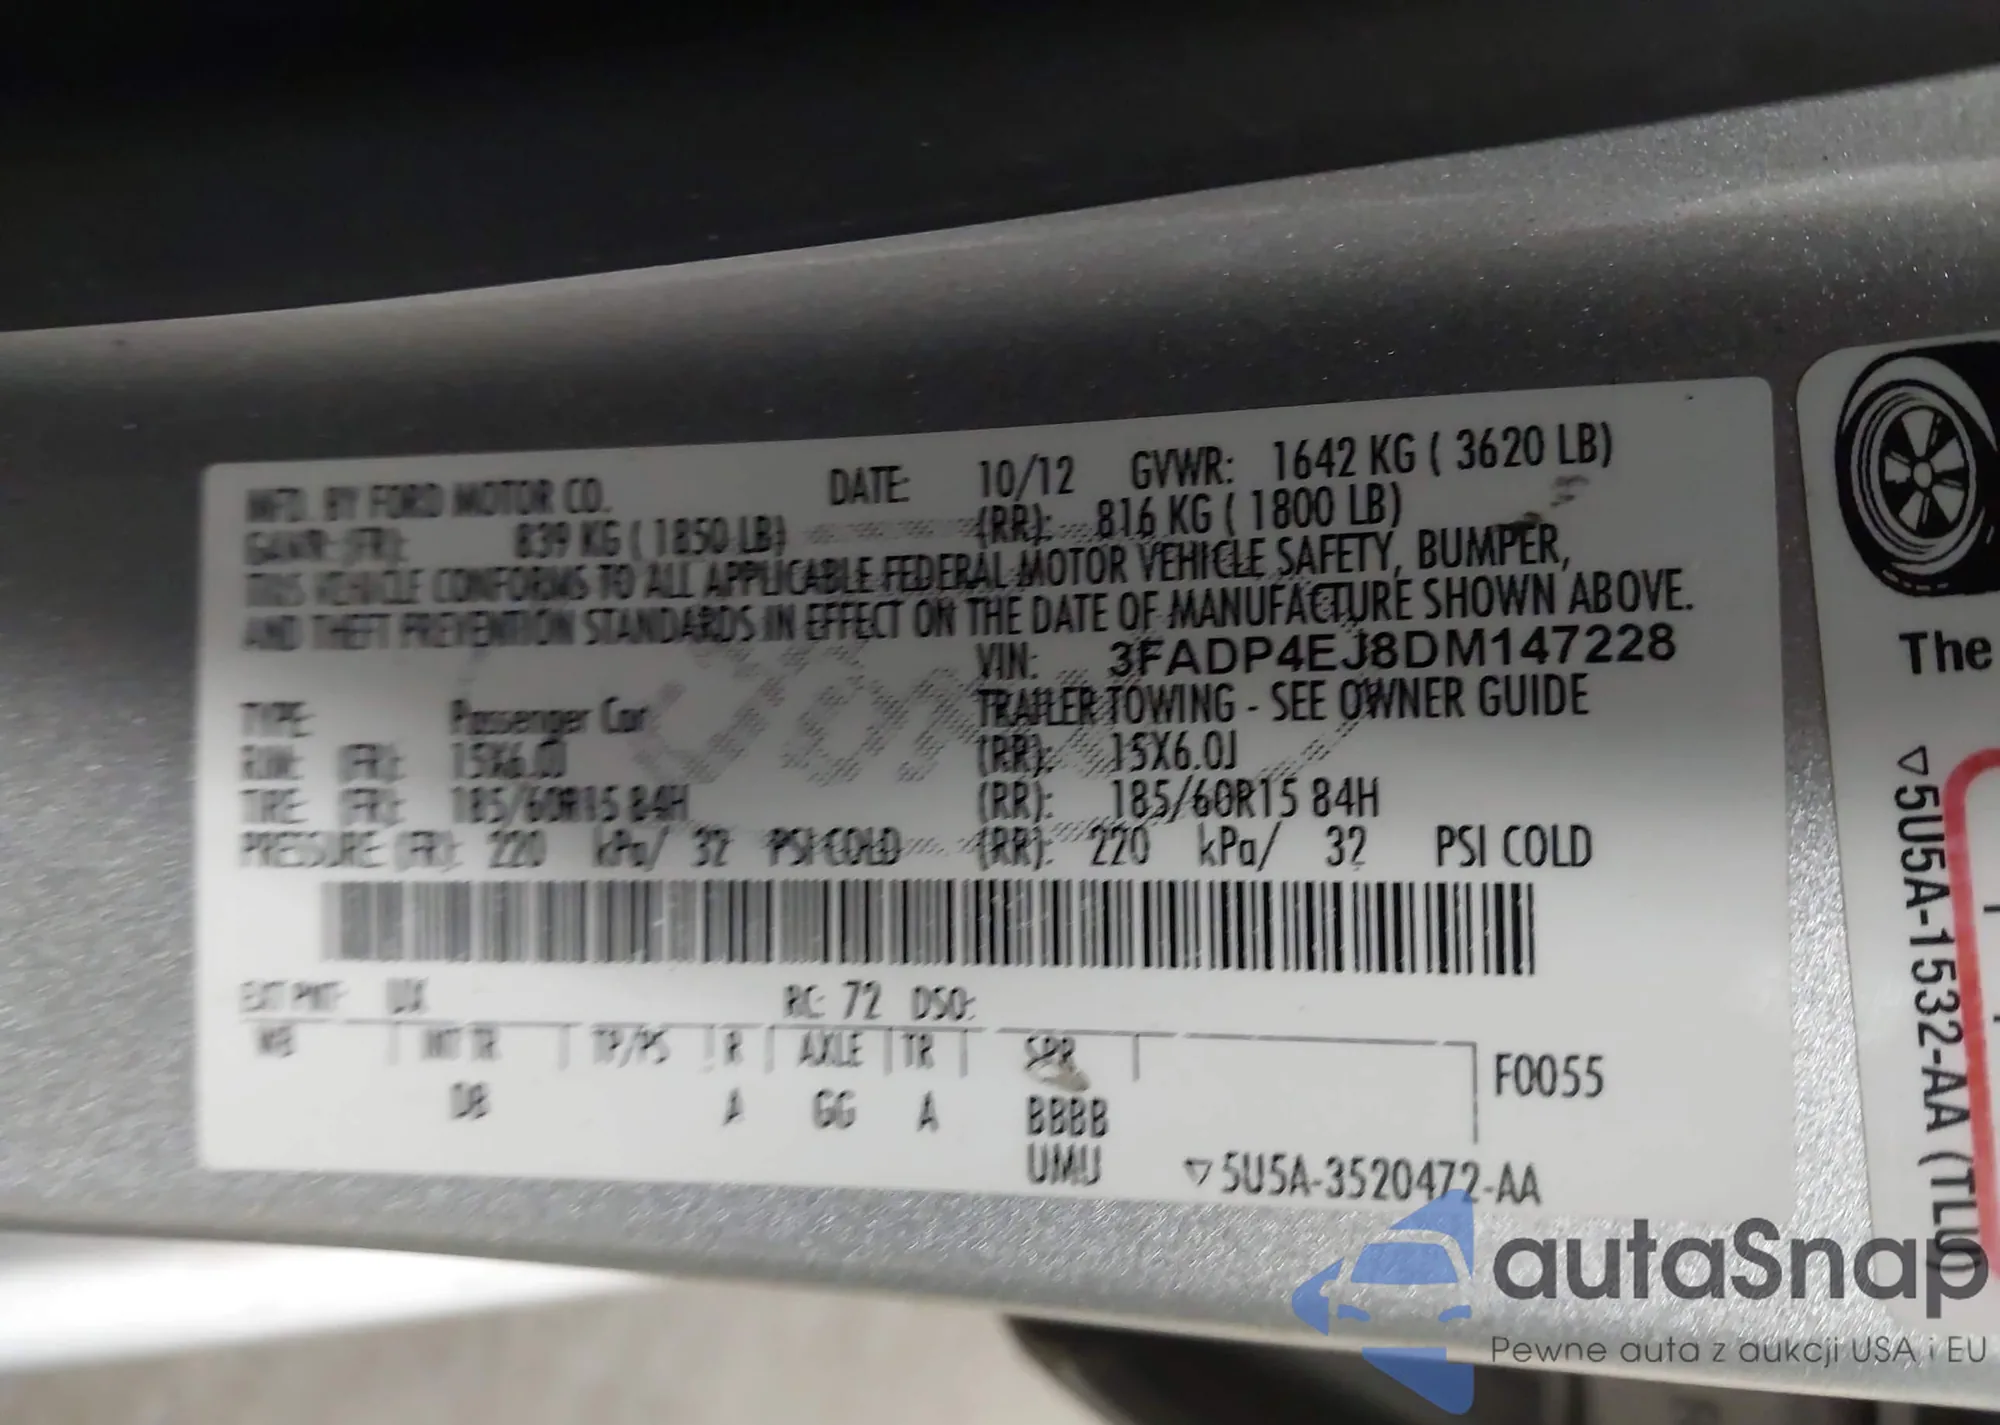 MFD. BY FORD MOTOR CO. DATE: 10/12 GVWR: 1642 KG ( 3620 LB)
GAWR: (FR): 839 KG ( 1850 LB) (RR): 816 KG ( 1800 LB)
THIS VEHICLE CONFORMS TO ALL APPLICABLE FEDERAL MOTOR VEHICLE SAFETY, BUMPER,
AND THEFT PREVENTION STANDARDS IN EFFECT ON THE DATE OF MANUFACTURE SHOWN ABOVE.
VIN: 3FADP4EJ8DM147228
TYPE: Passenger Car TRAILER TOWING - SEE OWNER GUIDE
RIM: (FR): 15X6.0J (RR): 15X6.0J
TIRE: (FR): 185/60R15 84H (RR): 185/60R15 84H
PRESSURE (FR): 220 kPa/ 32 PSI COLD (RR): 220 kPa/ 32 PSI COLD
EXT PNT: UX RC: 72 DSO:
WB INT TR TP/PS R AXLE TR SPR
F0055
D8 A GG A BBBB
UMU
▽5U5A-3520472-AA
The
▽5U5A-1532-AA
autaSnap
Pewne auta z aukcji USA i EU